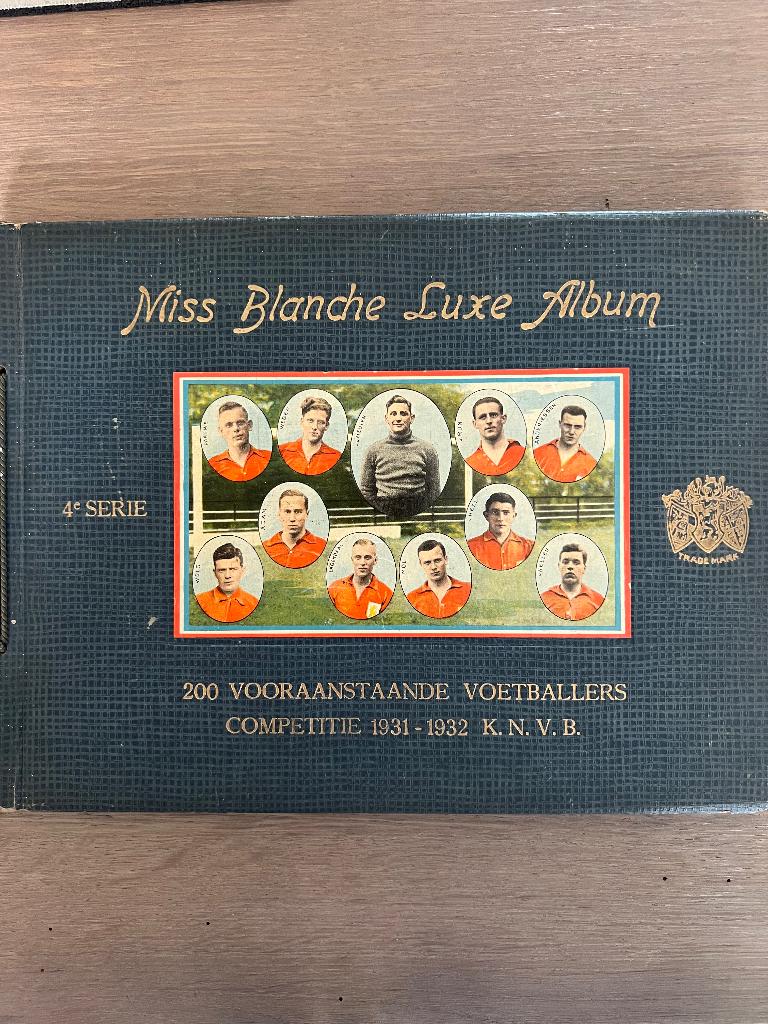 Miss Blanche Luxe Album
4e SERIE
TRADE MARK
200 VOORAANSTAANDE VOETBALLERS
COMPETITIE 1931-1932 K. N. V. B.